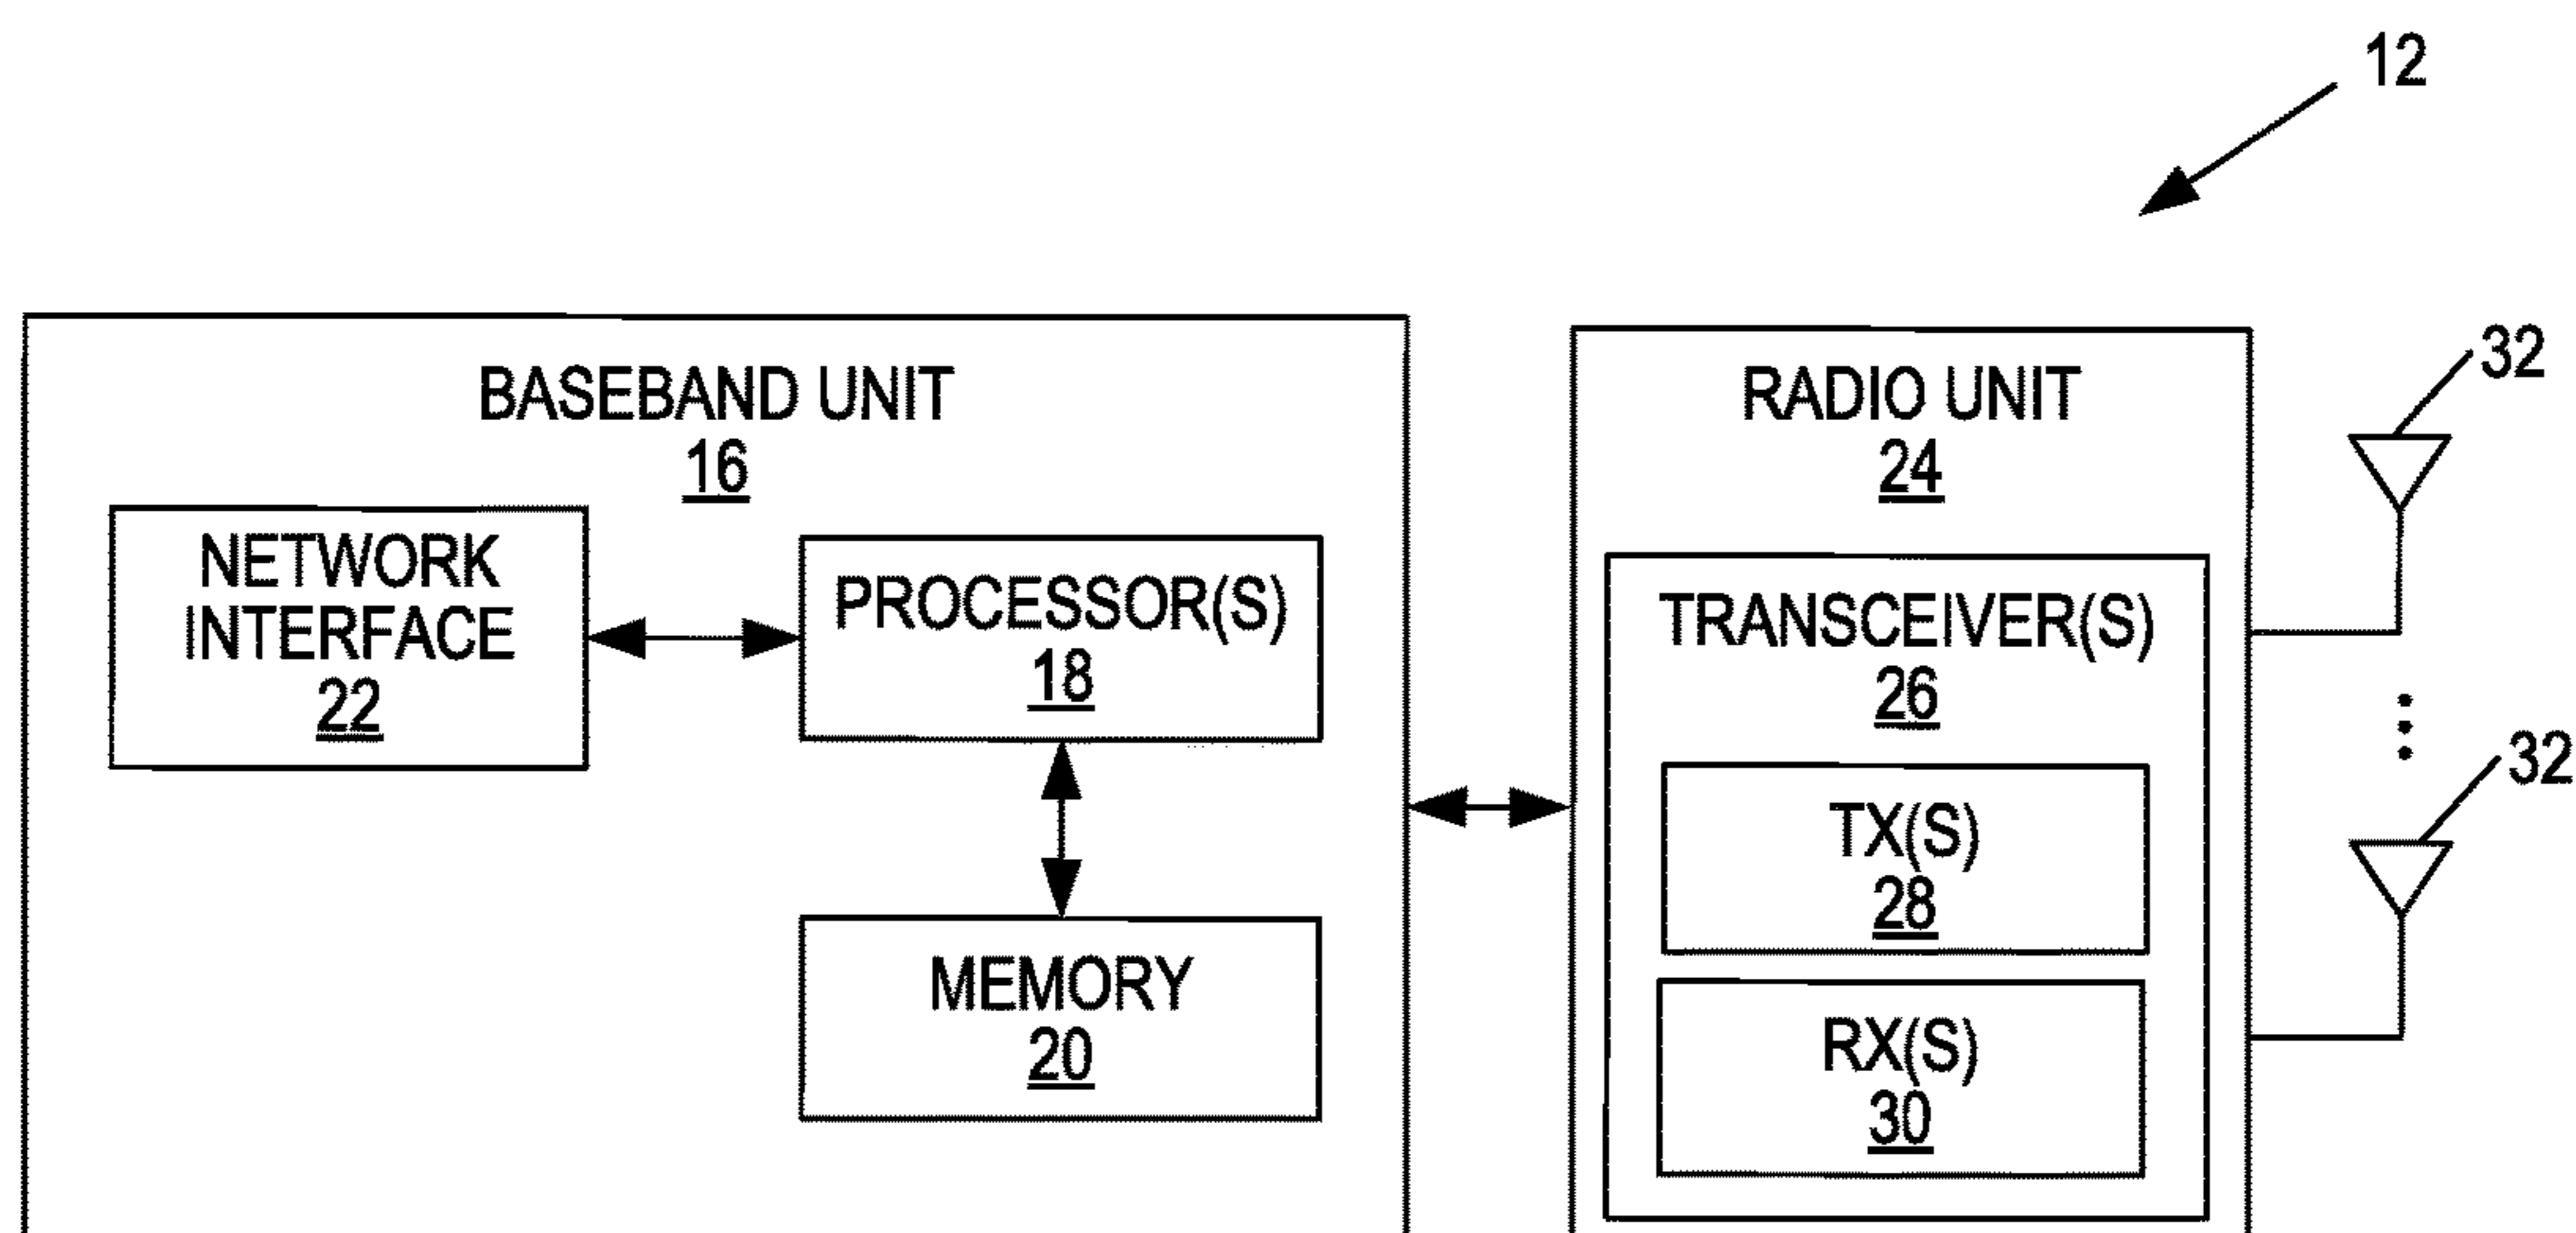 12
BASEBAND UNIT
16
NETWORK
INTERFACE
22
PROCESSOR(S)
18
MEMORY
20
RADIO UNIT
24
TRANSCEIVER(S)
26
TX(S)
28
RX(S)
30
32
32